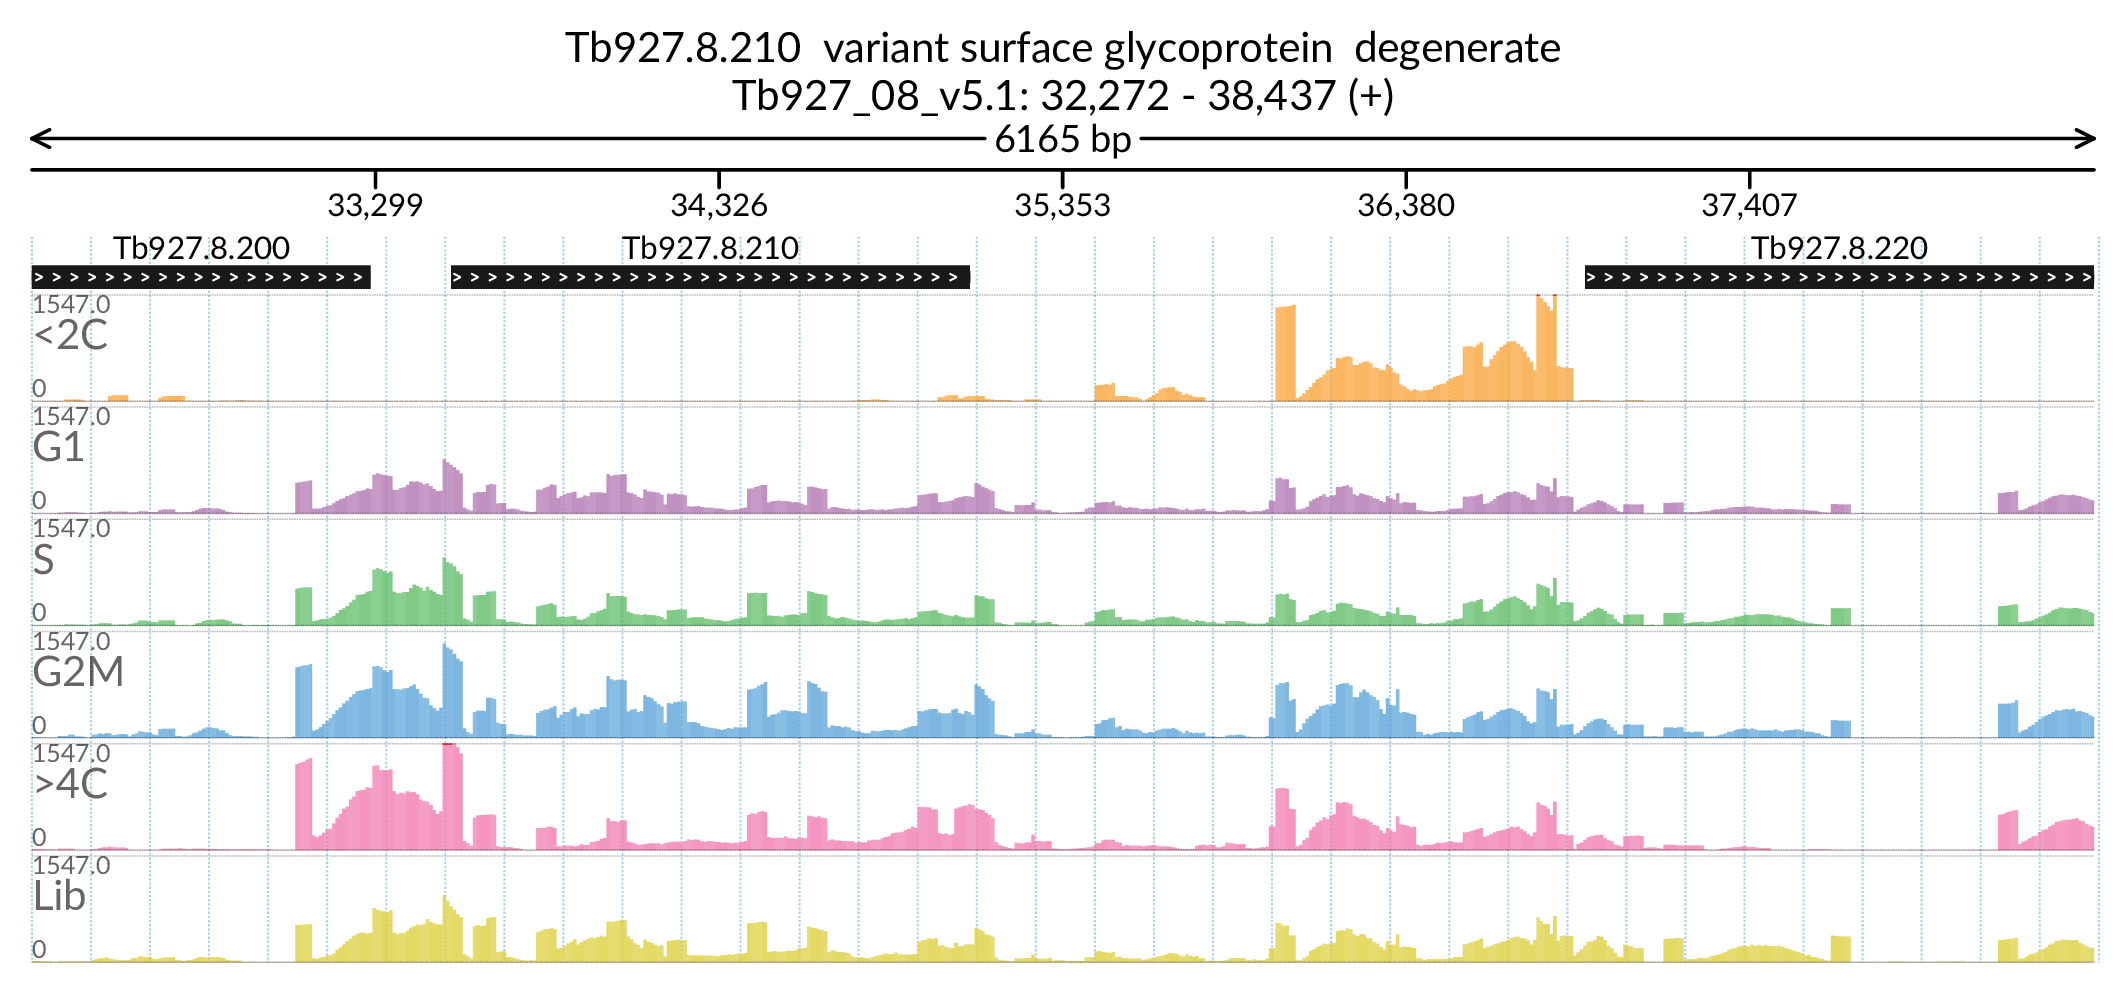 Tb927.8.210 variant surface glycoprotein degenerate
Tb927_08_v5.1: 32,272 - 38,437 (+)
6165 bp
33,299 34,326 35,353 36,380 37,407
Tb927.8.200 Tb927.8.210 Tb927.8.220
1547.0
<2C
0
1547.0
G1
0
1547.0
S
0
1547.0
G2M
0
1547.0
>4C
0
1547.0
Lib
0